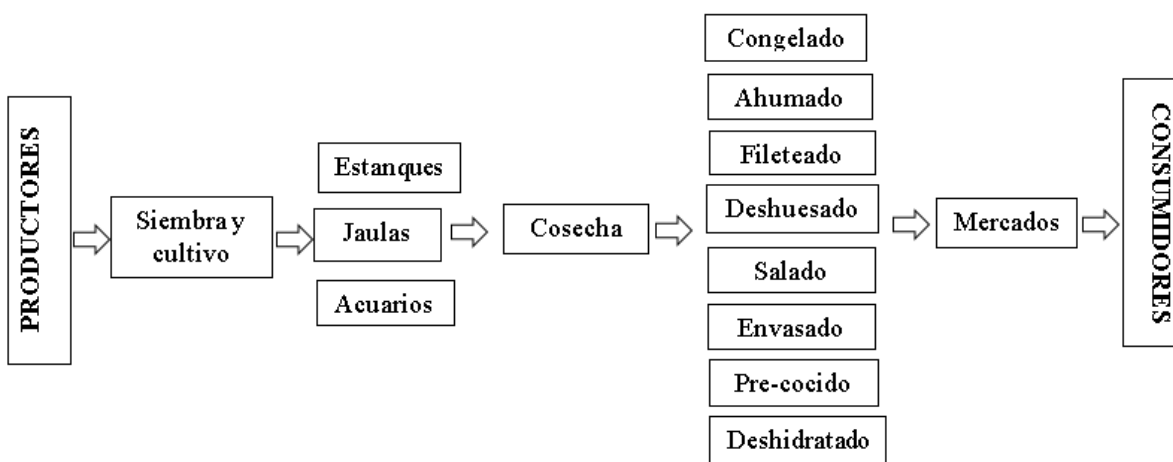 PRODUCTORES
Siembra y
cultivo
Estanques
Jaulas
Acuarios
Cosecha
Congelado
Ahumado
Fileteado
Deshuesado
Salado
Envasado
Pre-cocido
Deshidratado
Mercados
CONSUMIDORES